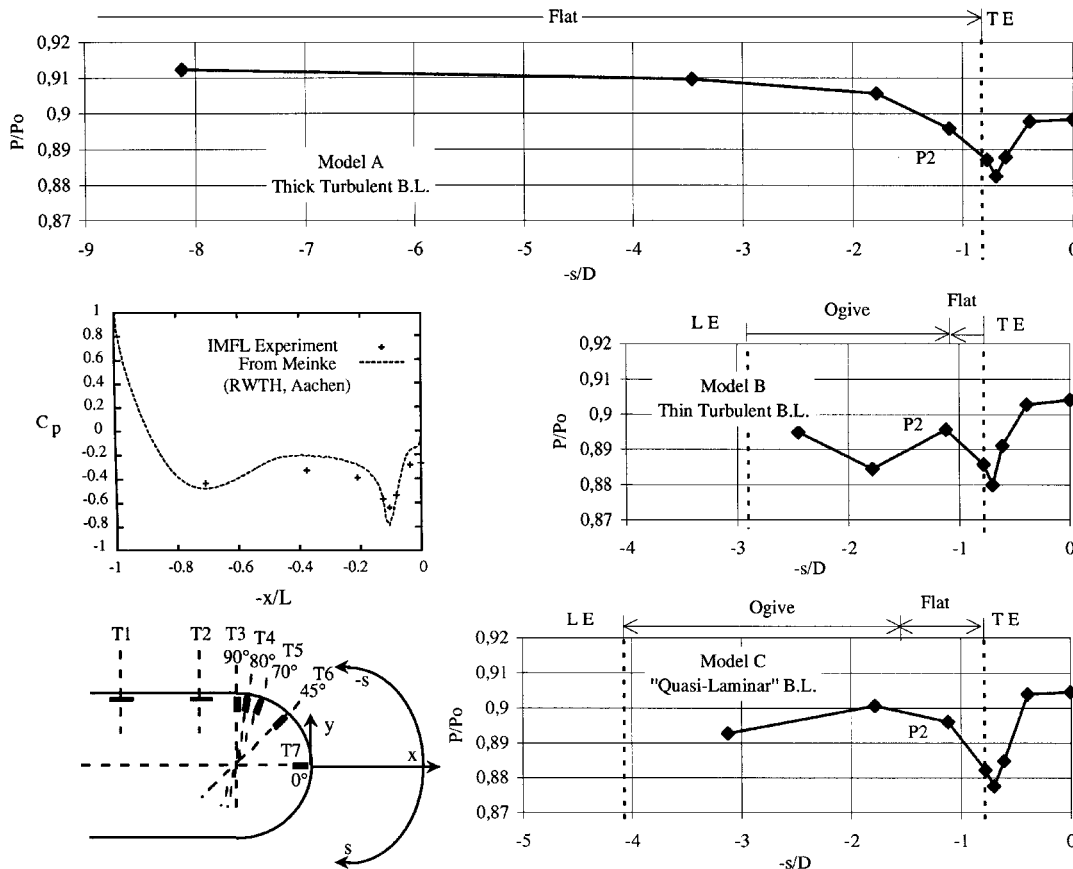 Flat
T E
0,92
0,91
0,9
0,89
0,88
0,87
P/Po
Model A
Thick Turbulent B.L.
P2
-9
-8
-7
-6
-5
-4
-3
-2
-1
0
-s/D
1
0.8
0.6
0.4
0.2
0
-0.2
-0.4
-0.6
-0.8
-1
C p
IMFL Experiment
From Meinke
(RWTH, Aachen)
-1
-0.8
-0.6
-0.4
-0.2
0
-x/L
L E
Ogive
Flat
T E
0,92
0,91
0,9
0,89
0,88
0,87
P/Po
Model B
Thin Turbulent B.L.
P2
-4
-3
-2
-1
0
-s/D
T1
T2
T3
T4
T5
T6
90°
80°
70°
45°
T7
0°
y
x
-s
s
L E
Ogive
Flat
T E
0,92
0,91
0,9
0,89
0,88
0,87
P/Po
Model C
"Quasi-Laminar" B.L.
P2
-5
-4
-3
-2
-1
0
-s/D